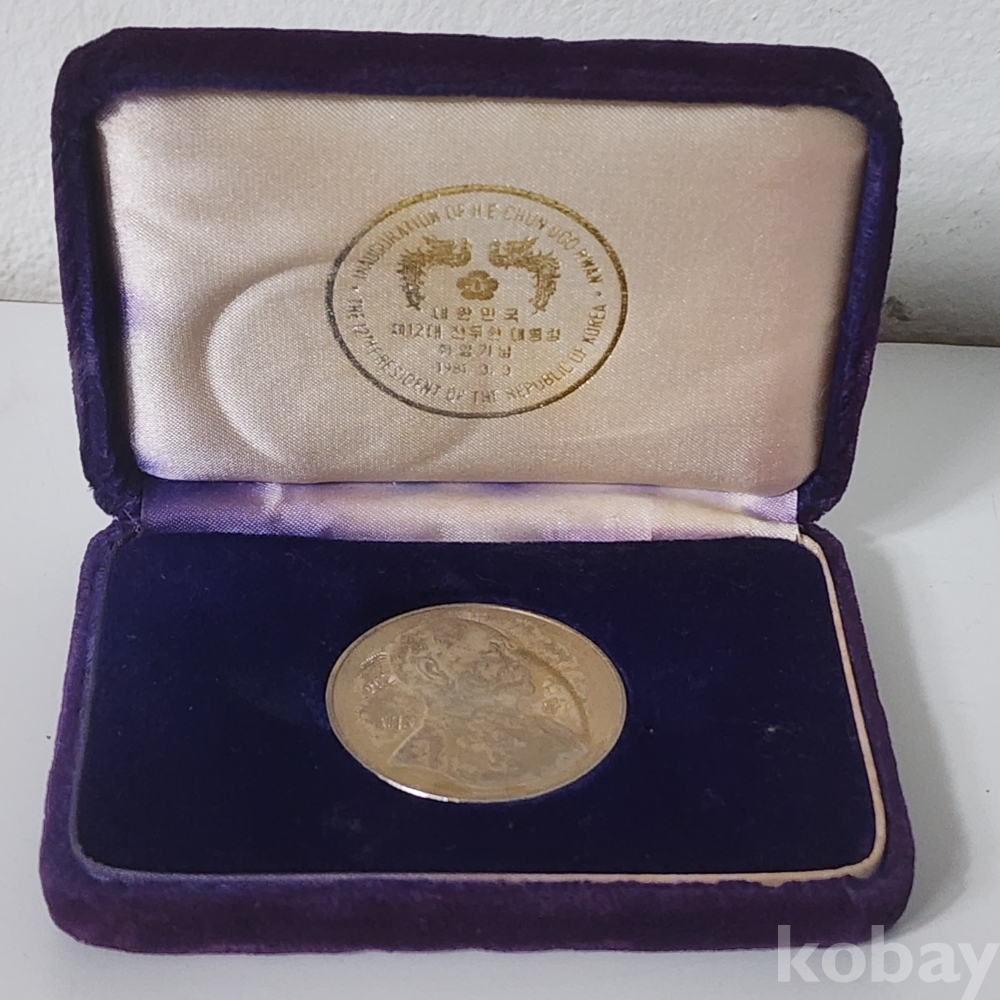 INAUGURATION OF H.E CHUN DOO HWAN
대한민국
제12대 전두환 대통령
취임기념
1981. 3. 3
THE 12TH PRESIDENT OF THE REPUBLIC OF KOREA
kobay